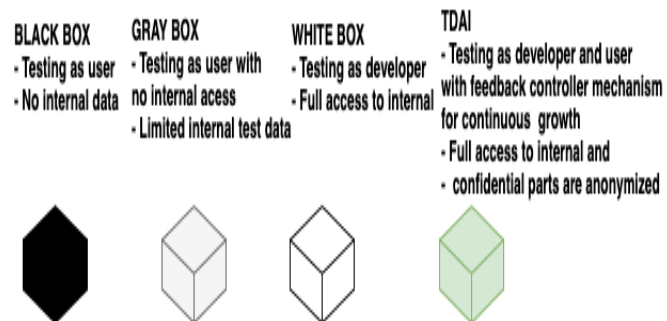 BLACK BOX
- Testing as user
- No internal data
GRAY BOX
- Testing as user with
no internal acess
- Limited internal test data
WHITE BOX
- Testing as developer
- Full access to internal
TDAI
- Testing as developer and user
with feedback controller mechanism
for continuous growth
- Full access to internal and
- confidential parts are anonymized